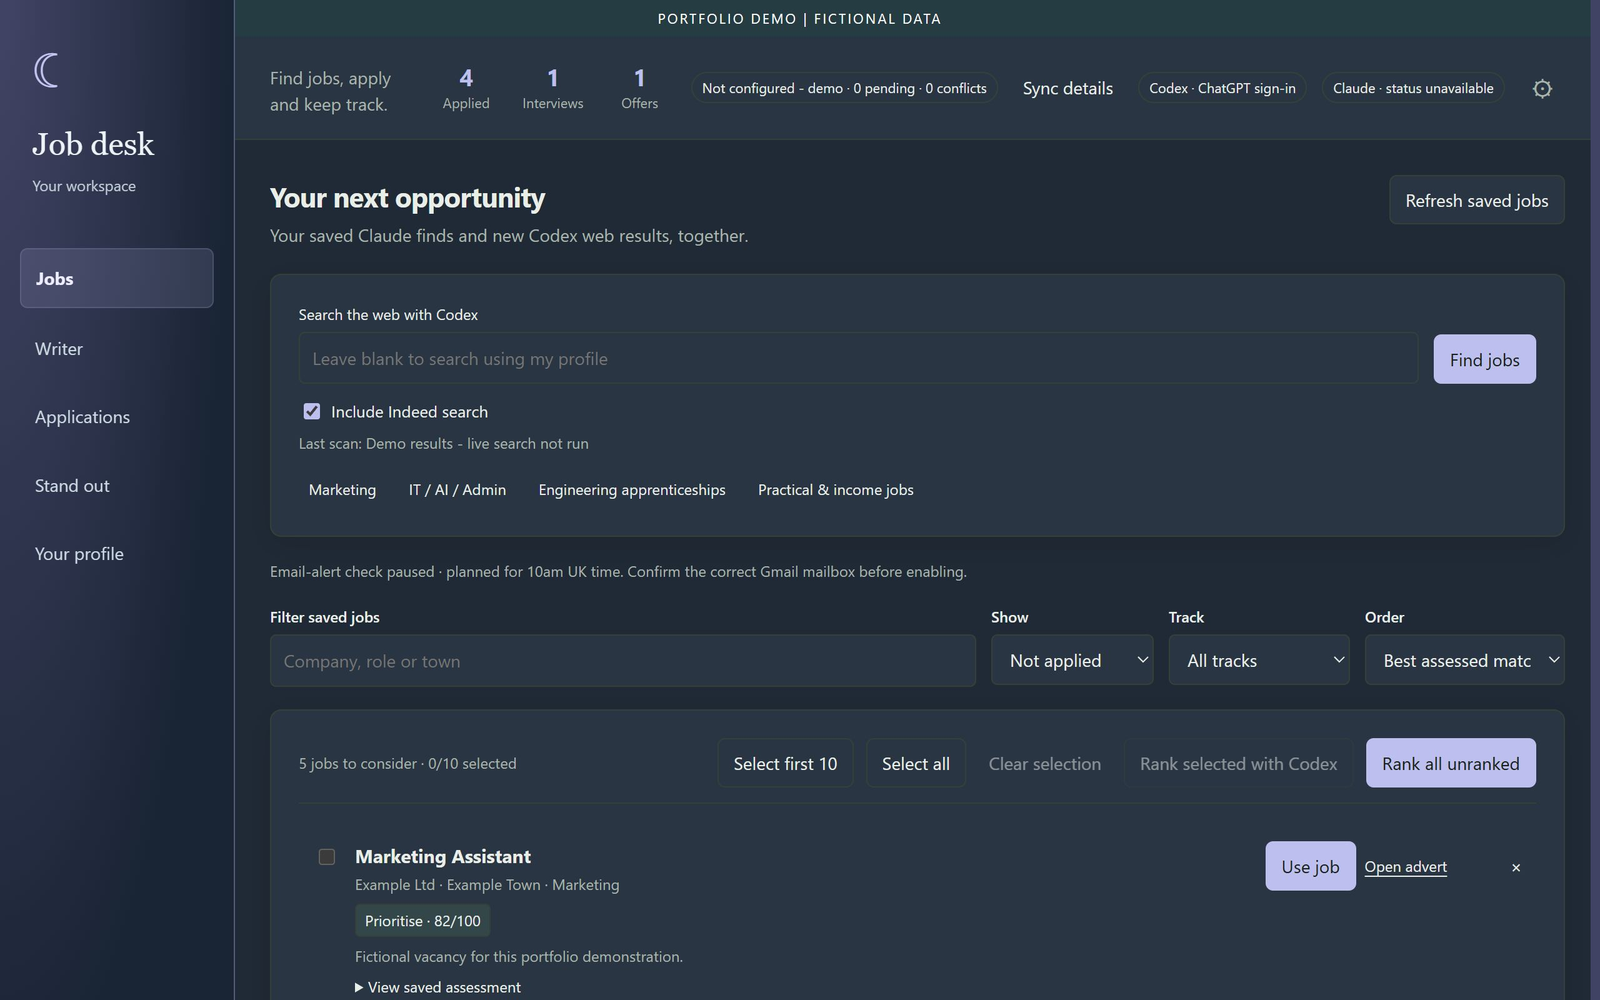 PORTFOLIO DEMO | FICTIONAL DATA
Job desk
Your workspace
Jobs
Writer
Applications
Stand out
Your profile
Find jobs, apply
and keep track.
4
Applied
1
Interviews
1
Offers
Not configured - demo · 0 pending · 0 conflicts
Sync details
Codex · ChatGPT sign-in
Claude · status unavailable
Your next opportunity
Your saved Claude finds and new Codex web results, together.
Refresh saved jobs
Search the web with Codex
Leave blank to search using my profile
Find jobs
Include Indeed search
Last scan: Demo results - live search not run
Marketing
IT / AI / Admin
Engineering apprenticeships
Practical & income jobs
Email-alert check paused · planned for 10am UK time. Confirm the correct Gmail mailbox before enabling.
Filter saved jobs
Company, role or town
Show
Not applied
Track
All tracks
Order
Best assessed matc
5 jobs to consider · 0/10 selected
Select first 10
Select all
Clear selection
Rank selected with Codex
Rank all unranked
Marketing Assistant
Example Ltd · Example Town · Marketing
Prioritise · 82/100
Fictional vacancy for this portfolio demonstration.
View saved assessment
Use job
Open advert
×